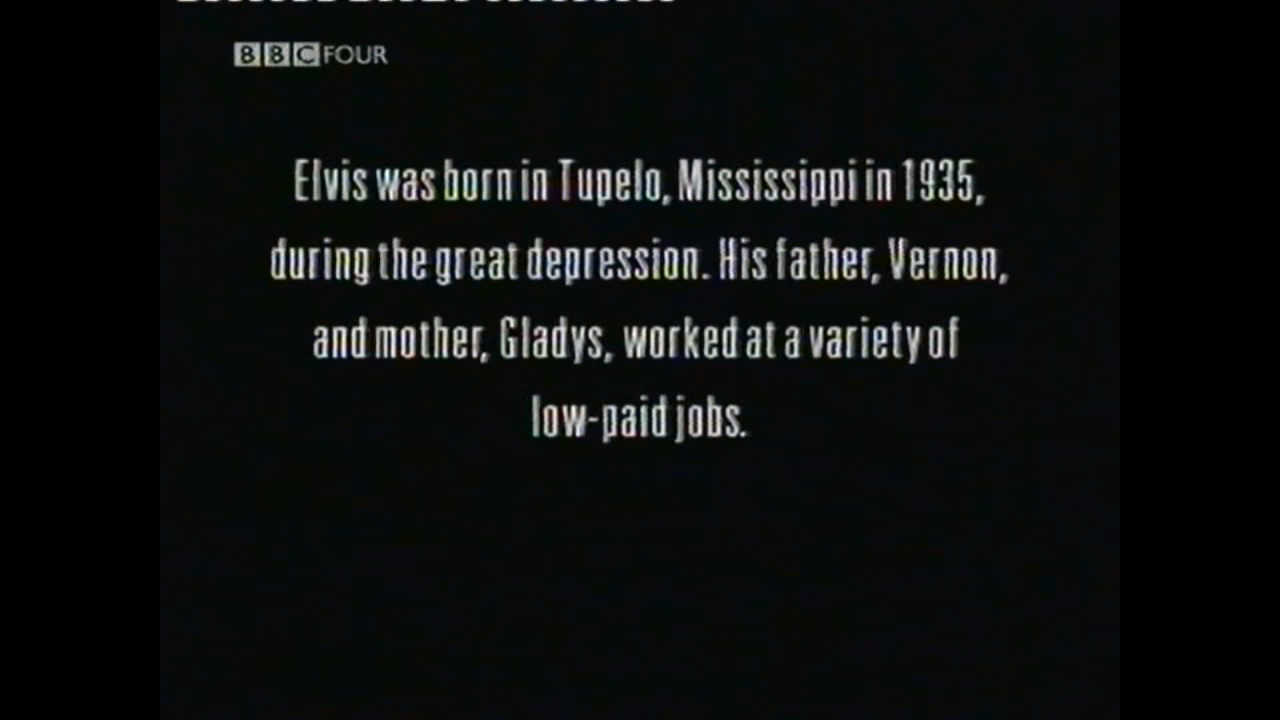 BBC FOUR
Elvis was born in Tupelo, Mississippi in 1935,
during the great depression. His father, Vernon,
and mother, Gladys, worked at a variety of
low-paid jobs.